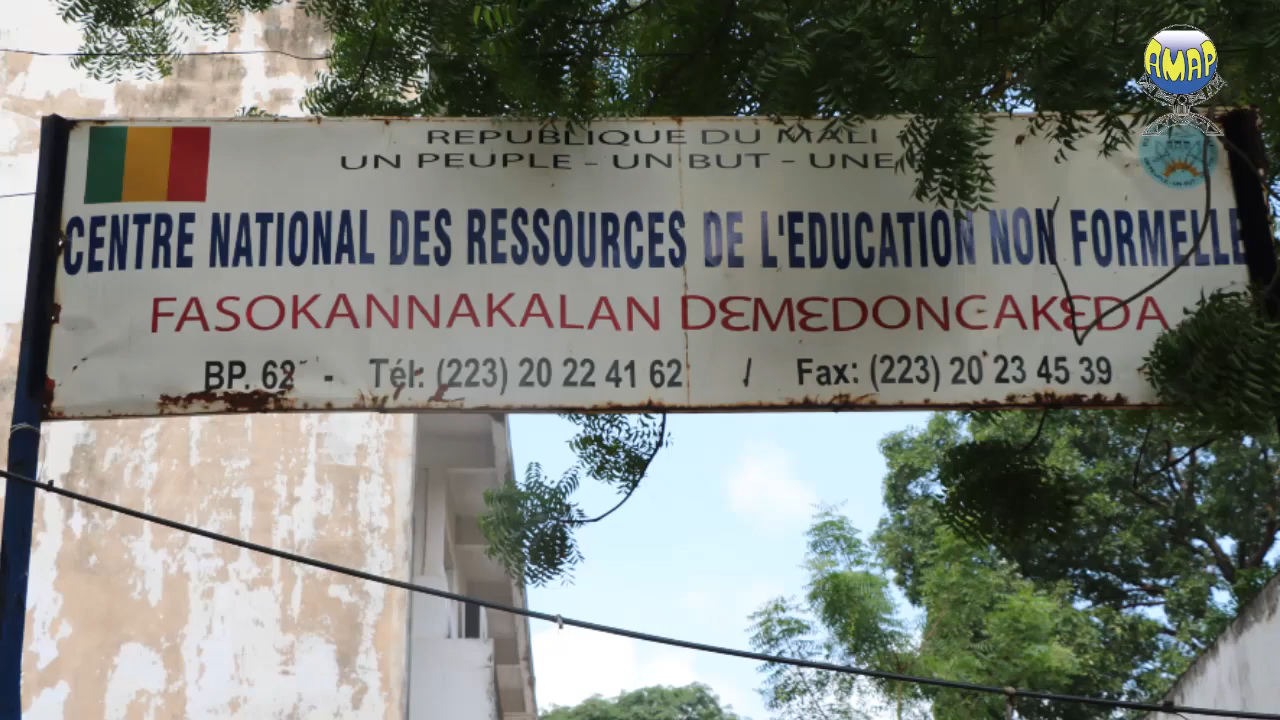 AMAP
REPUBLIQUE DU MALI
UN PEUPLE - UN BUT - UNE
CENTRE NATIONAL DES RESSOURCES DE L'EDUCATION NON FORMELLE
FASOKANNAKALAN DƐMƐDONCAKƐDA
BP. 62 - Tél: (223) 20 22 41 62 / Fax: (223) 20 23 45 39